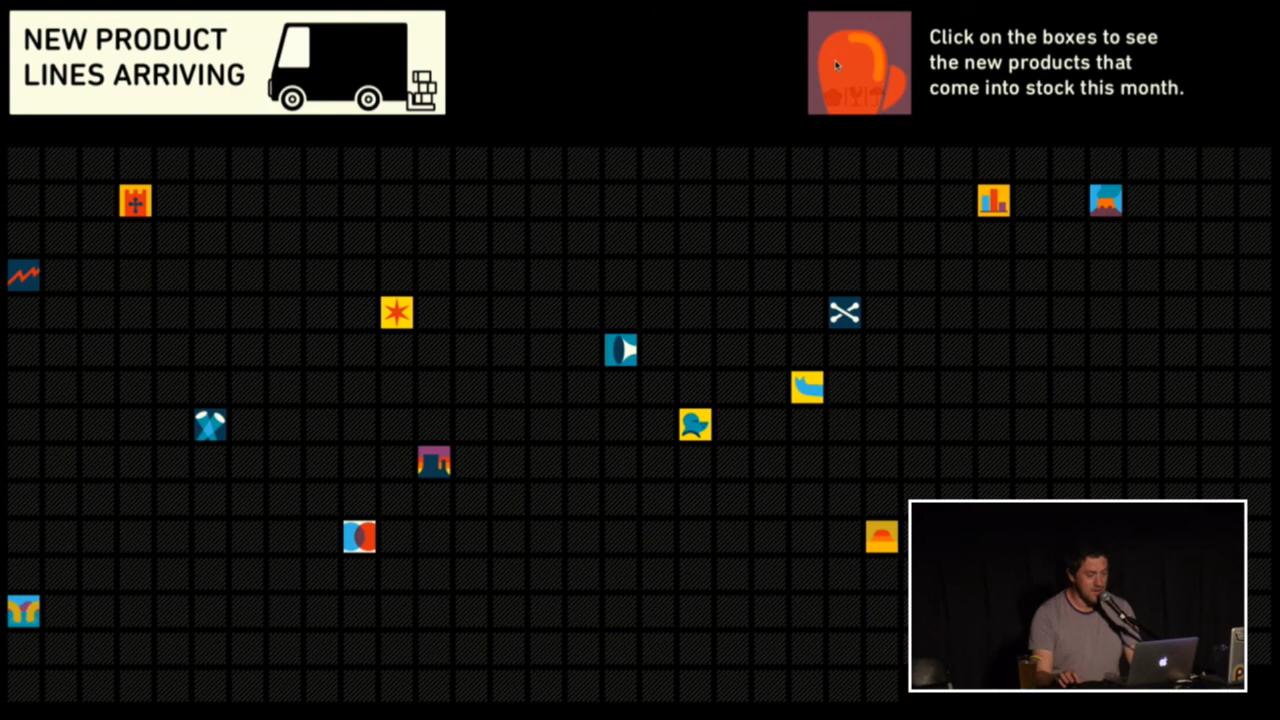 NEW PRODUCT
LINES ARRIVING
Click on the boxes to see
the new products that
come into stock this month.